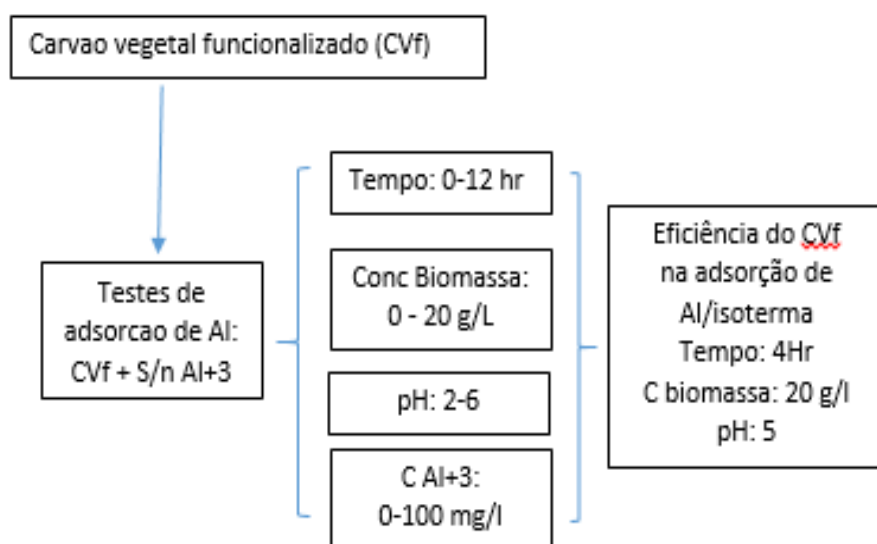 Carvao vegetal funcionalizado (CVf)
Testes de
adsorcao de Al:
CVf + S/n Al+3
Tempo: 0-12 hr
Conc Biomassa:
0 - 20 g/L
pH: 2-6
C Al+3:
0-100 mg/l
Eficiência do CVf
na adsorção de
Al/isoterma
Tempo: 4Hr
C biomassa: 20 g/l
pH: 5